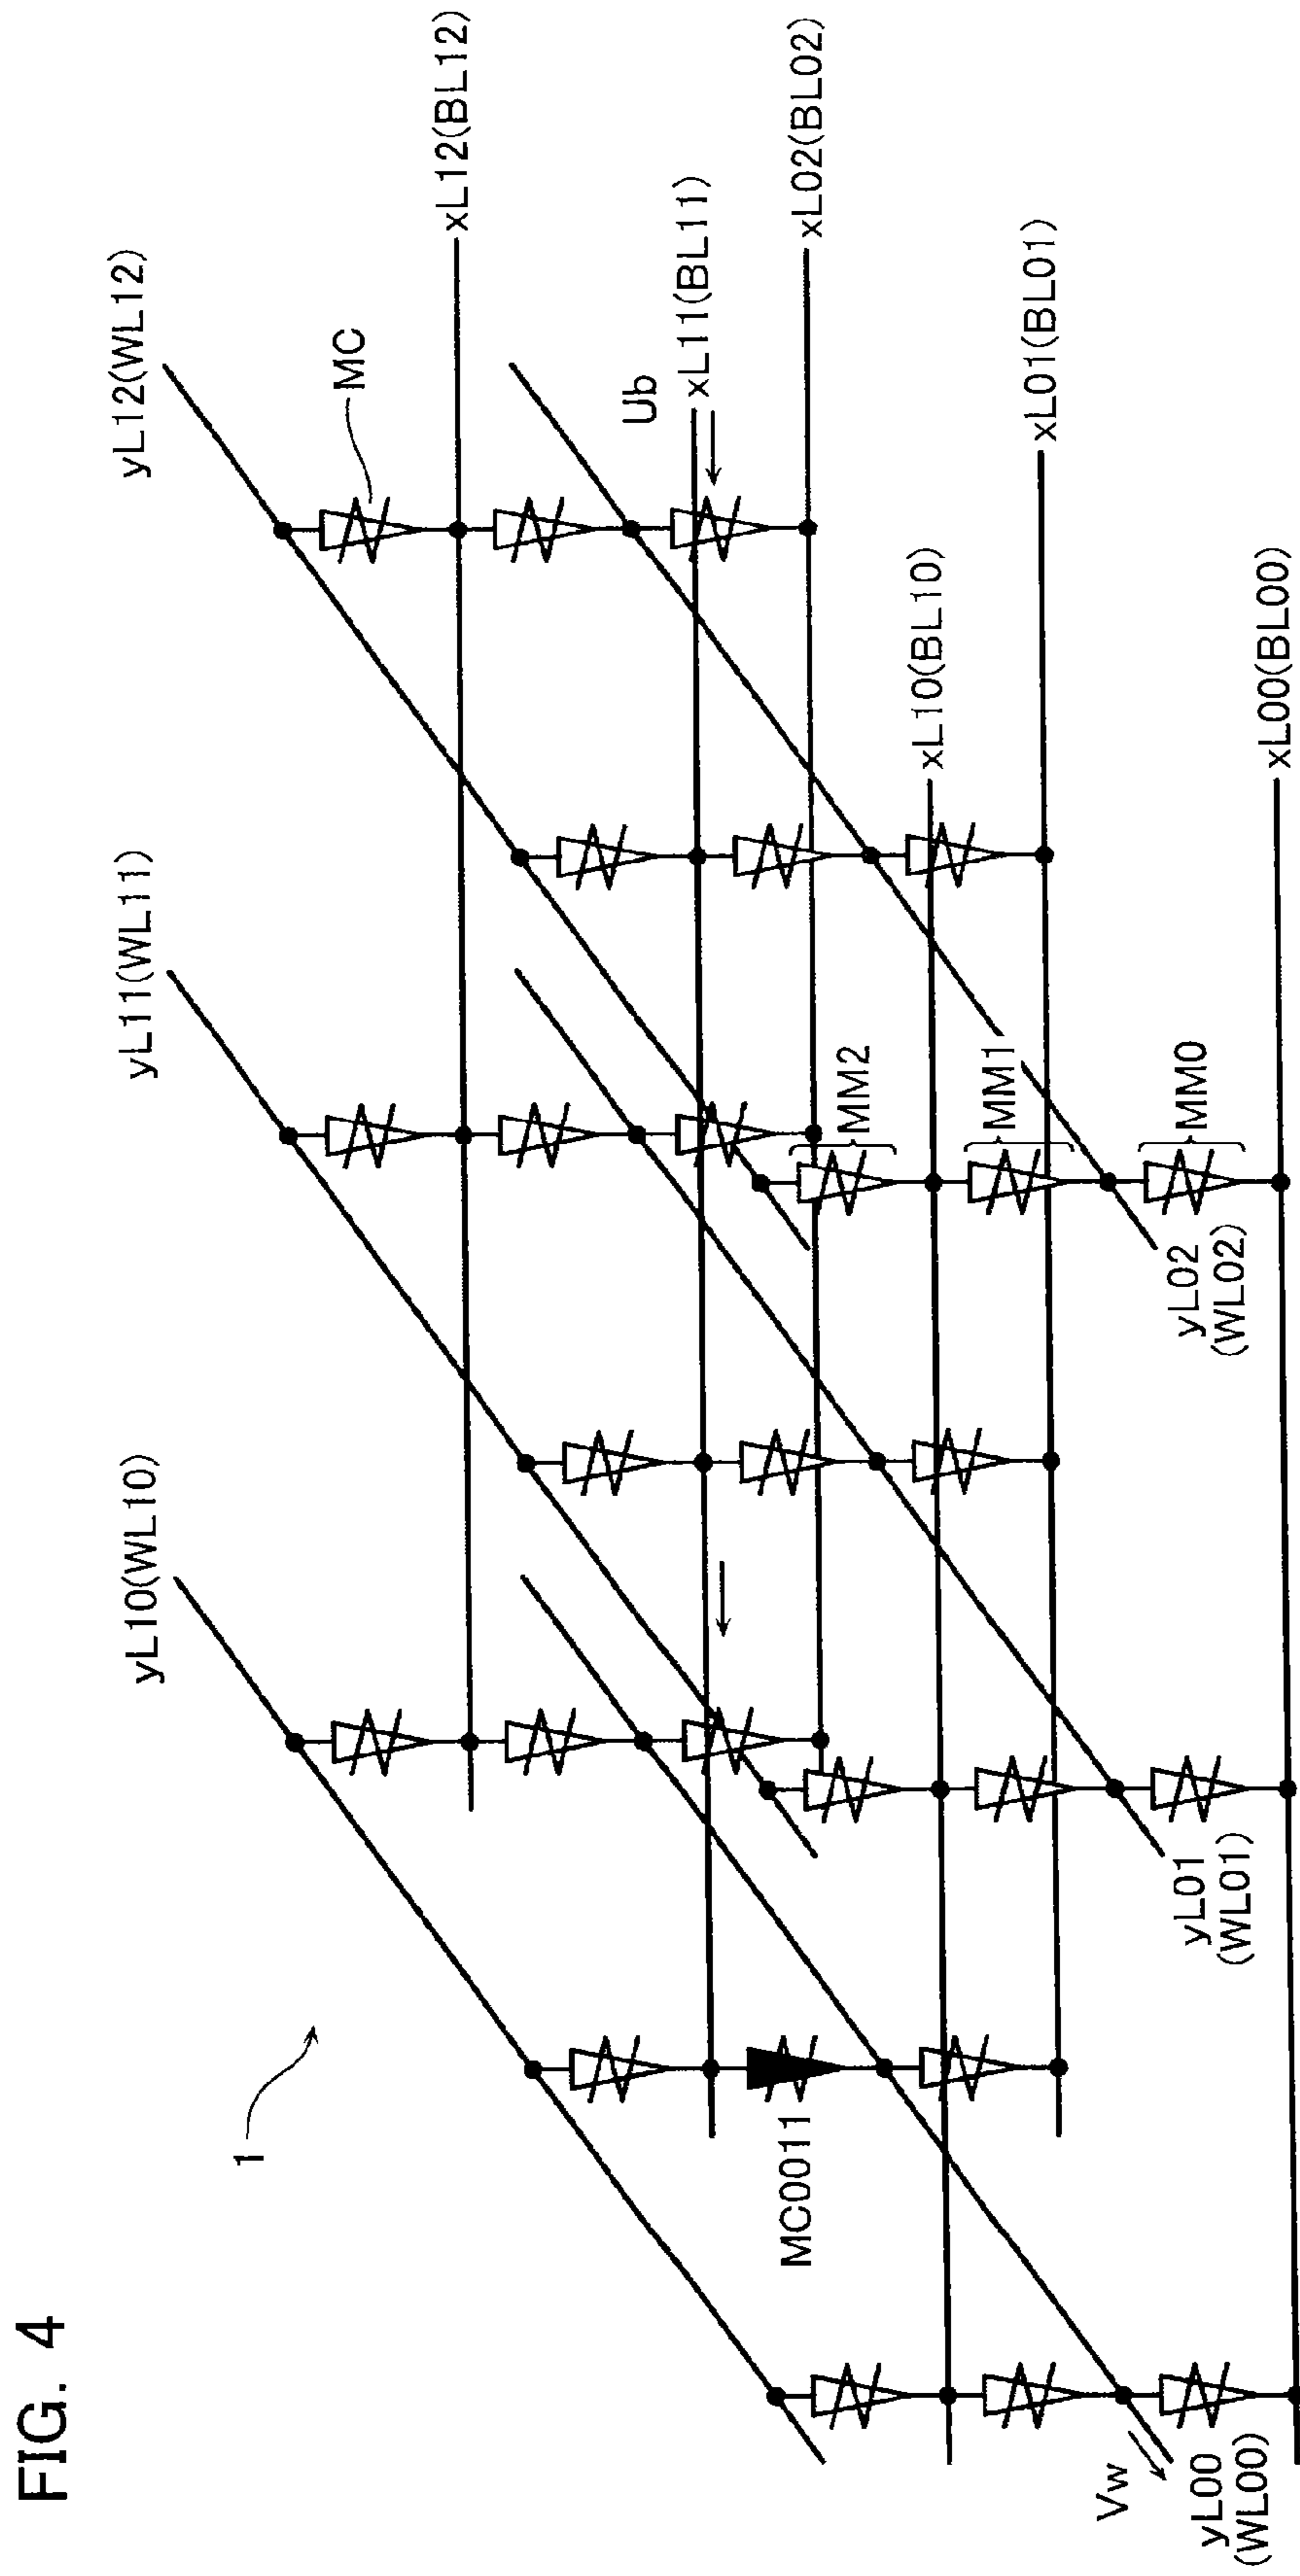 FIG. 4
1
yL10(WL10)
yL11(WL11)
yL12(WL12)
MC
xL12(BL12)
Ub
xL11(BL11)
xL02(BL02)
xL10(BL10)
xL01(BL01)
xL00(BL00)
MM2
MM1
MM0
MC0011
Vw
yL00
(WL00)
yL01
(WL01)
yL02
(WL02)